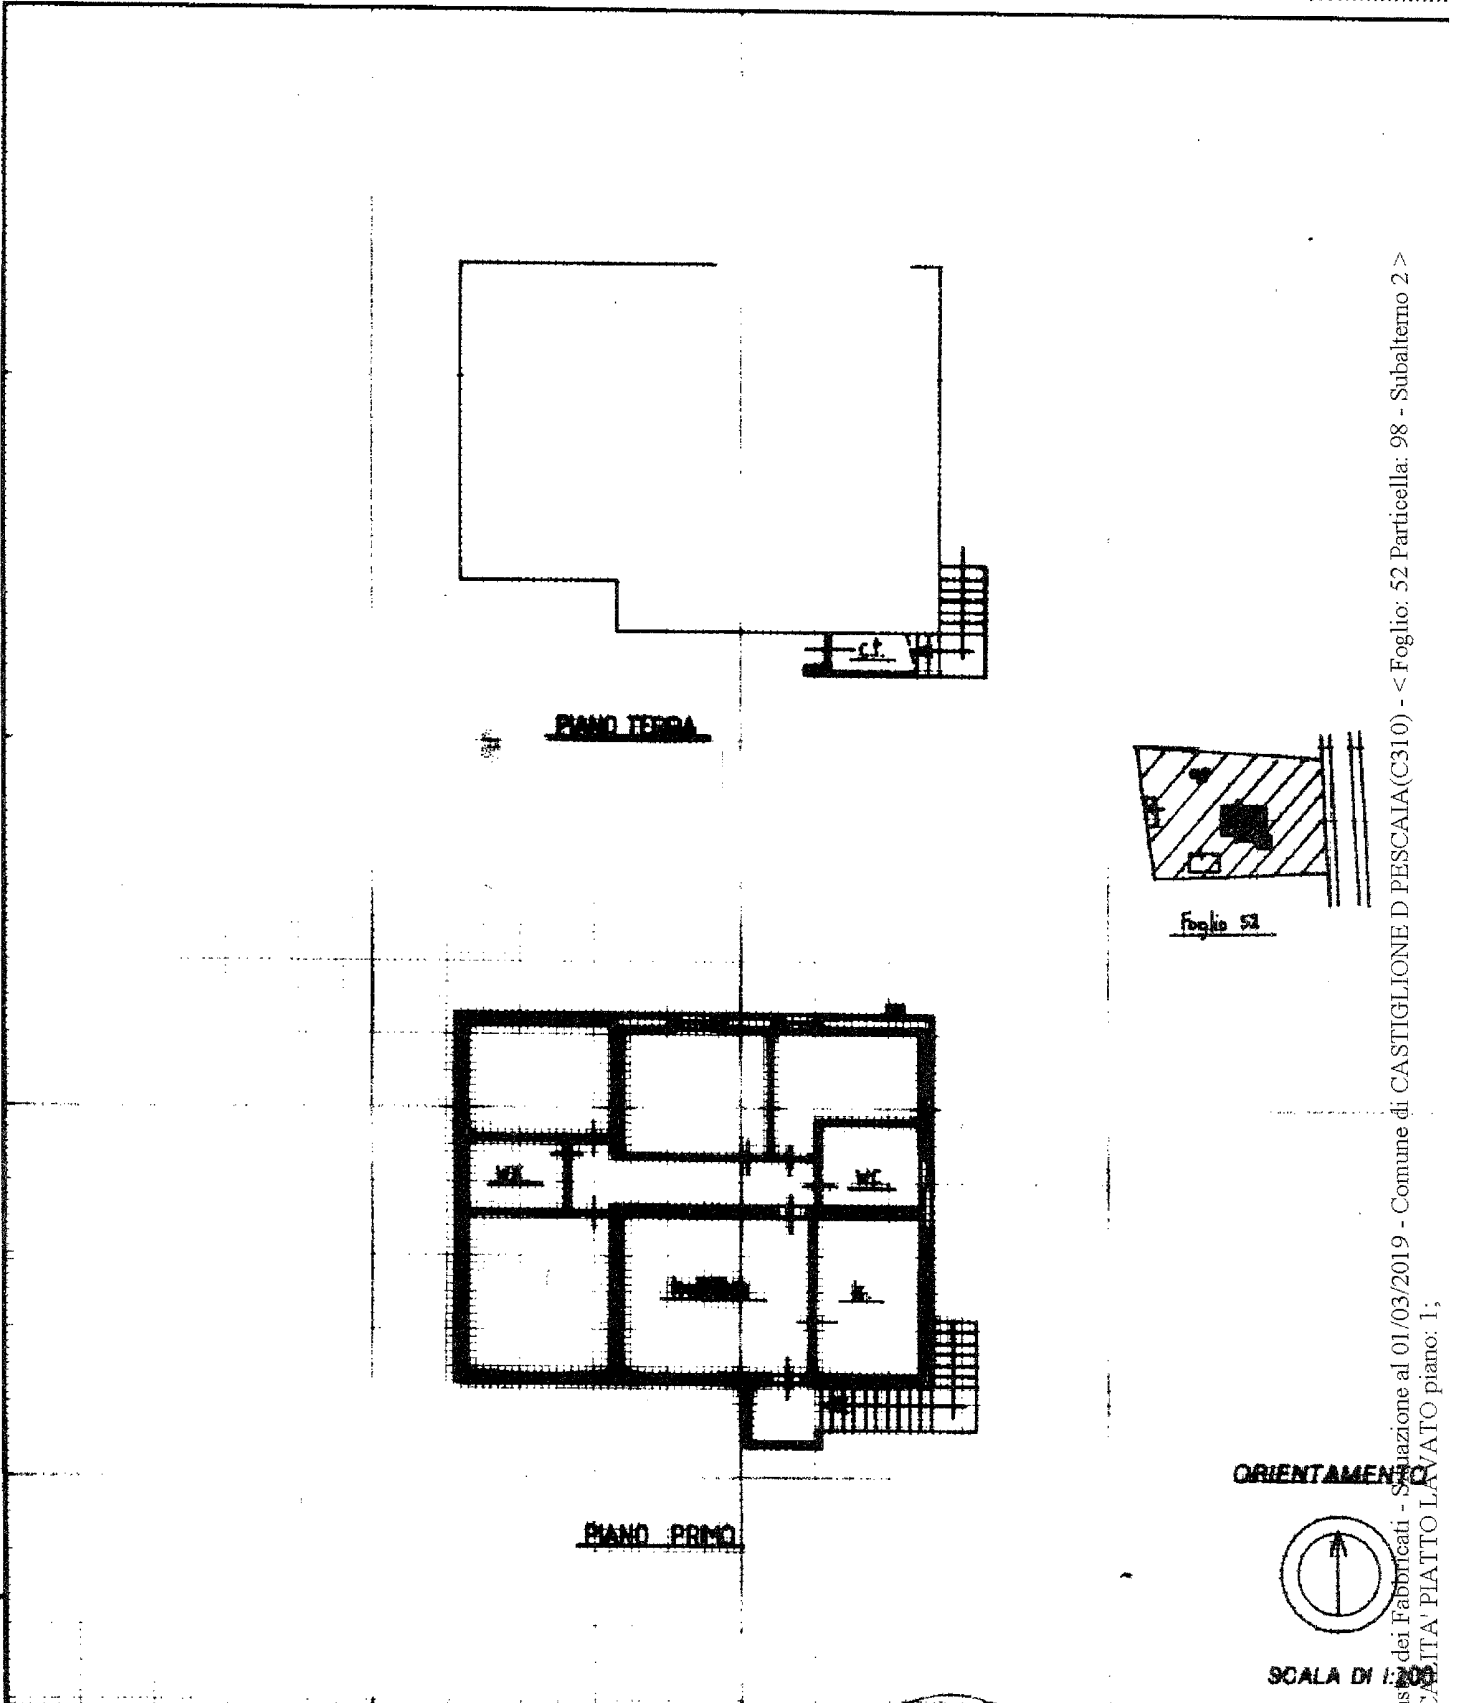 c.t.
PIANO TERRA
Foglio 52
W.C.
K.
PIANO PRIMO
ORIENTAMENTO
SCALA DI 1:200
dei Fabbricati - Situazione al 01/03/2019 - Comune di CASTIGLIONE D PESCAIA(C310) - < Foglio: 52 Particella: 98 - Subalterno 2 >
CALITA' PIATTO LAVATO piano: 1;